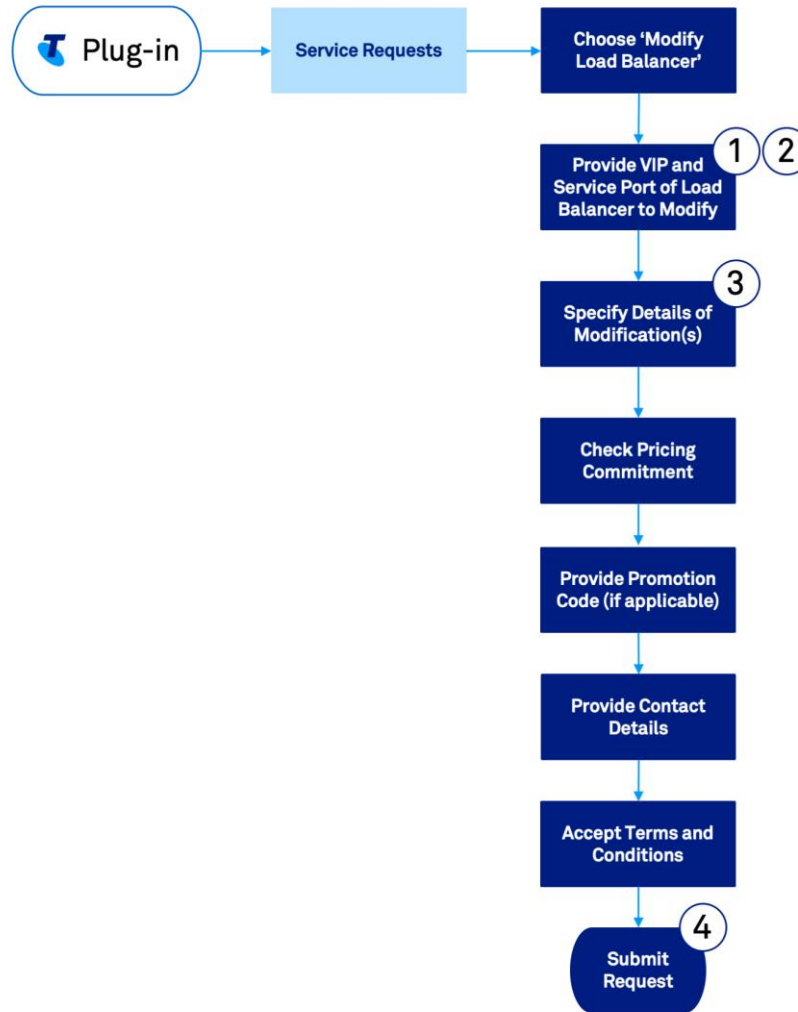 T Plug-in
Service Requests
Choose ‘Modify
Load Balancer’
1 2
Provide VIP and
Service Port of Load
Balancer to Modify
3
Specify Details of
Modification(s)
Check Pricing
Commitment
Provide Promotion
Code (if applicable)
Provide Contact
Details
Accept Terms and
Conditions
4
Submit
Request